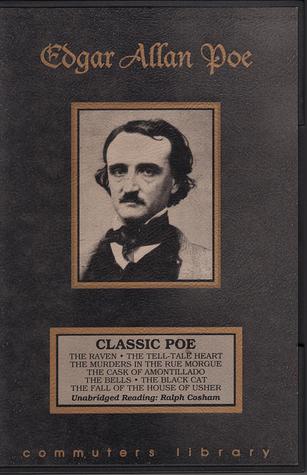 Edgar Allan Poe
CLASSIC POE
THE RAVEN • THE TELL-TALE HEART
THE MURDERS IN THE RUE MORGUE
THE CASK OF AMONTILLADO
THE BELLS • THE BLACK CAT
THE FALL OF THE HOUSE OF USHER
Unabridged Reading: Ralph Cosham
commuters library